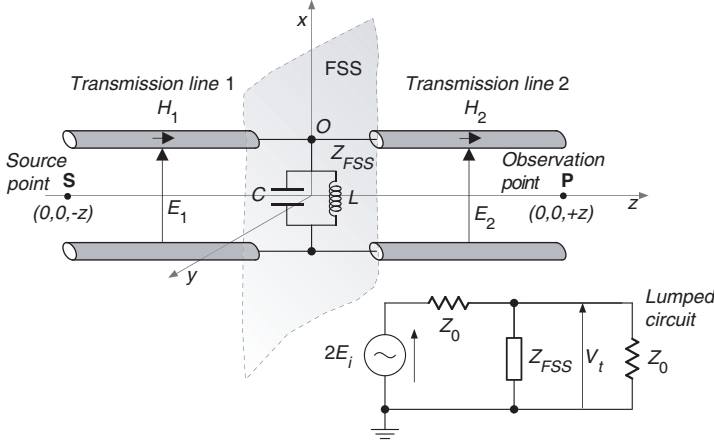 x
FSS
Transmission line 1
Transmission line 2
H1
H2
O
Source point S
ZFSS
Observation point P
C
L
(0,0,-z)
E1
E2
(0,0,+z)
z
y
Lumped circuit
Z0
2Ei
ZFSS
Vt
Z0